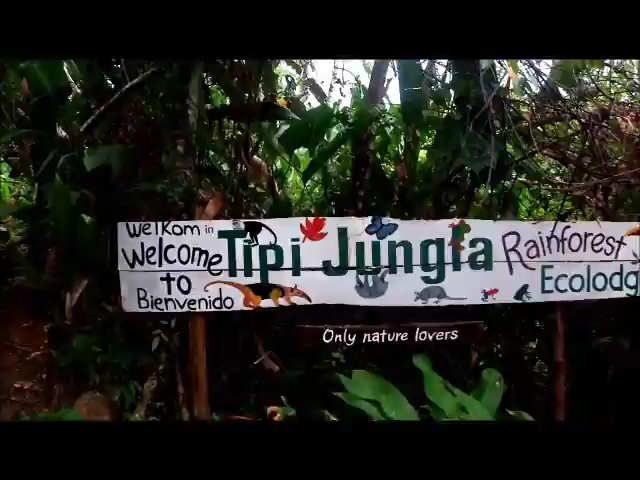 Welkom in
Welcome
to
Bienvenido
Tipi Jungla
Rainforest
Ecolodg
Only nature lovers